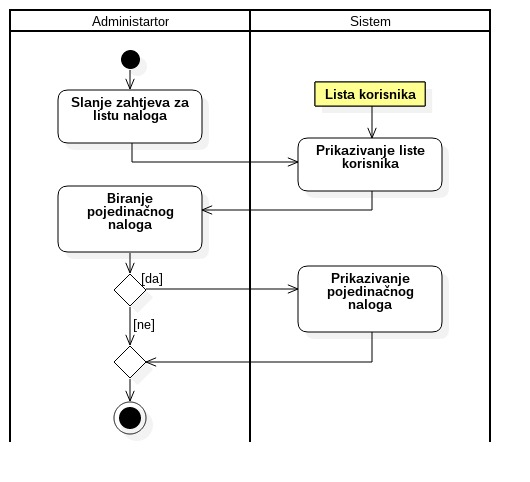 Administartor
Sistem
Slanje zahtjeva za
listu naloga
Lista korisnika
Prikazivanje liste
korisnika
Biranje
pojedinačnog
naloga
[da]
Prikazivanje
pojedinačnog
naloga
[ne]